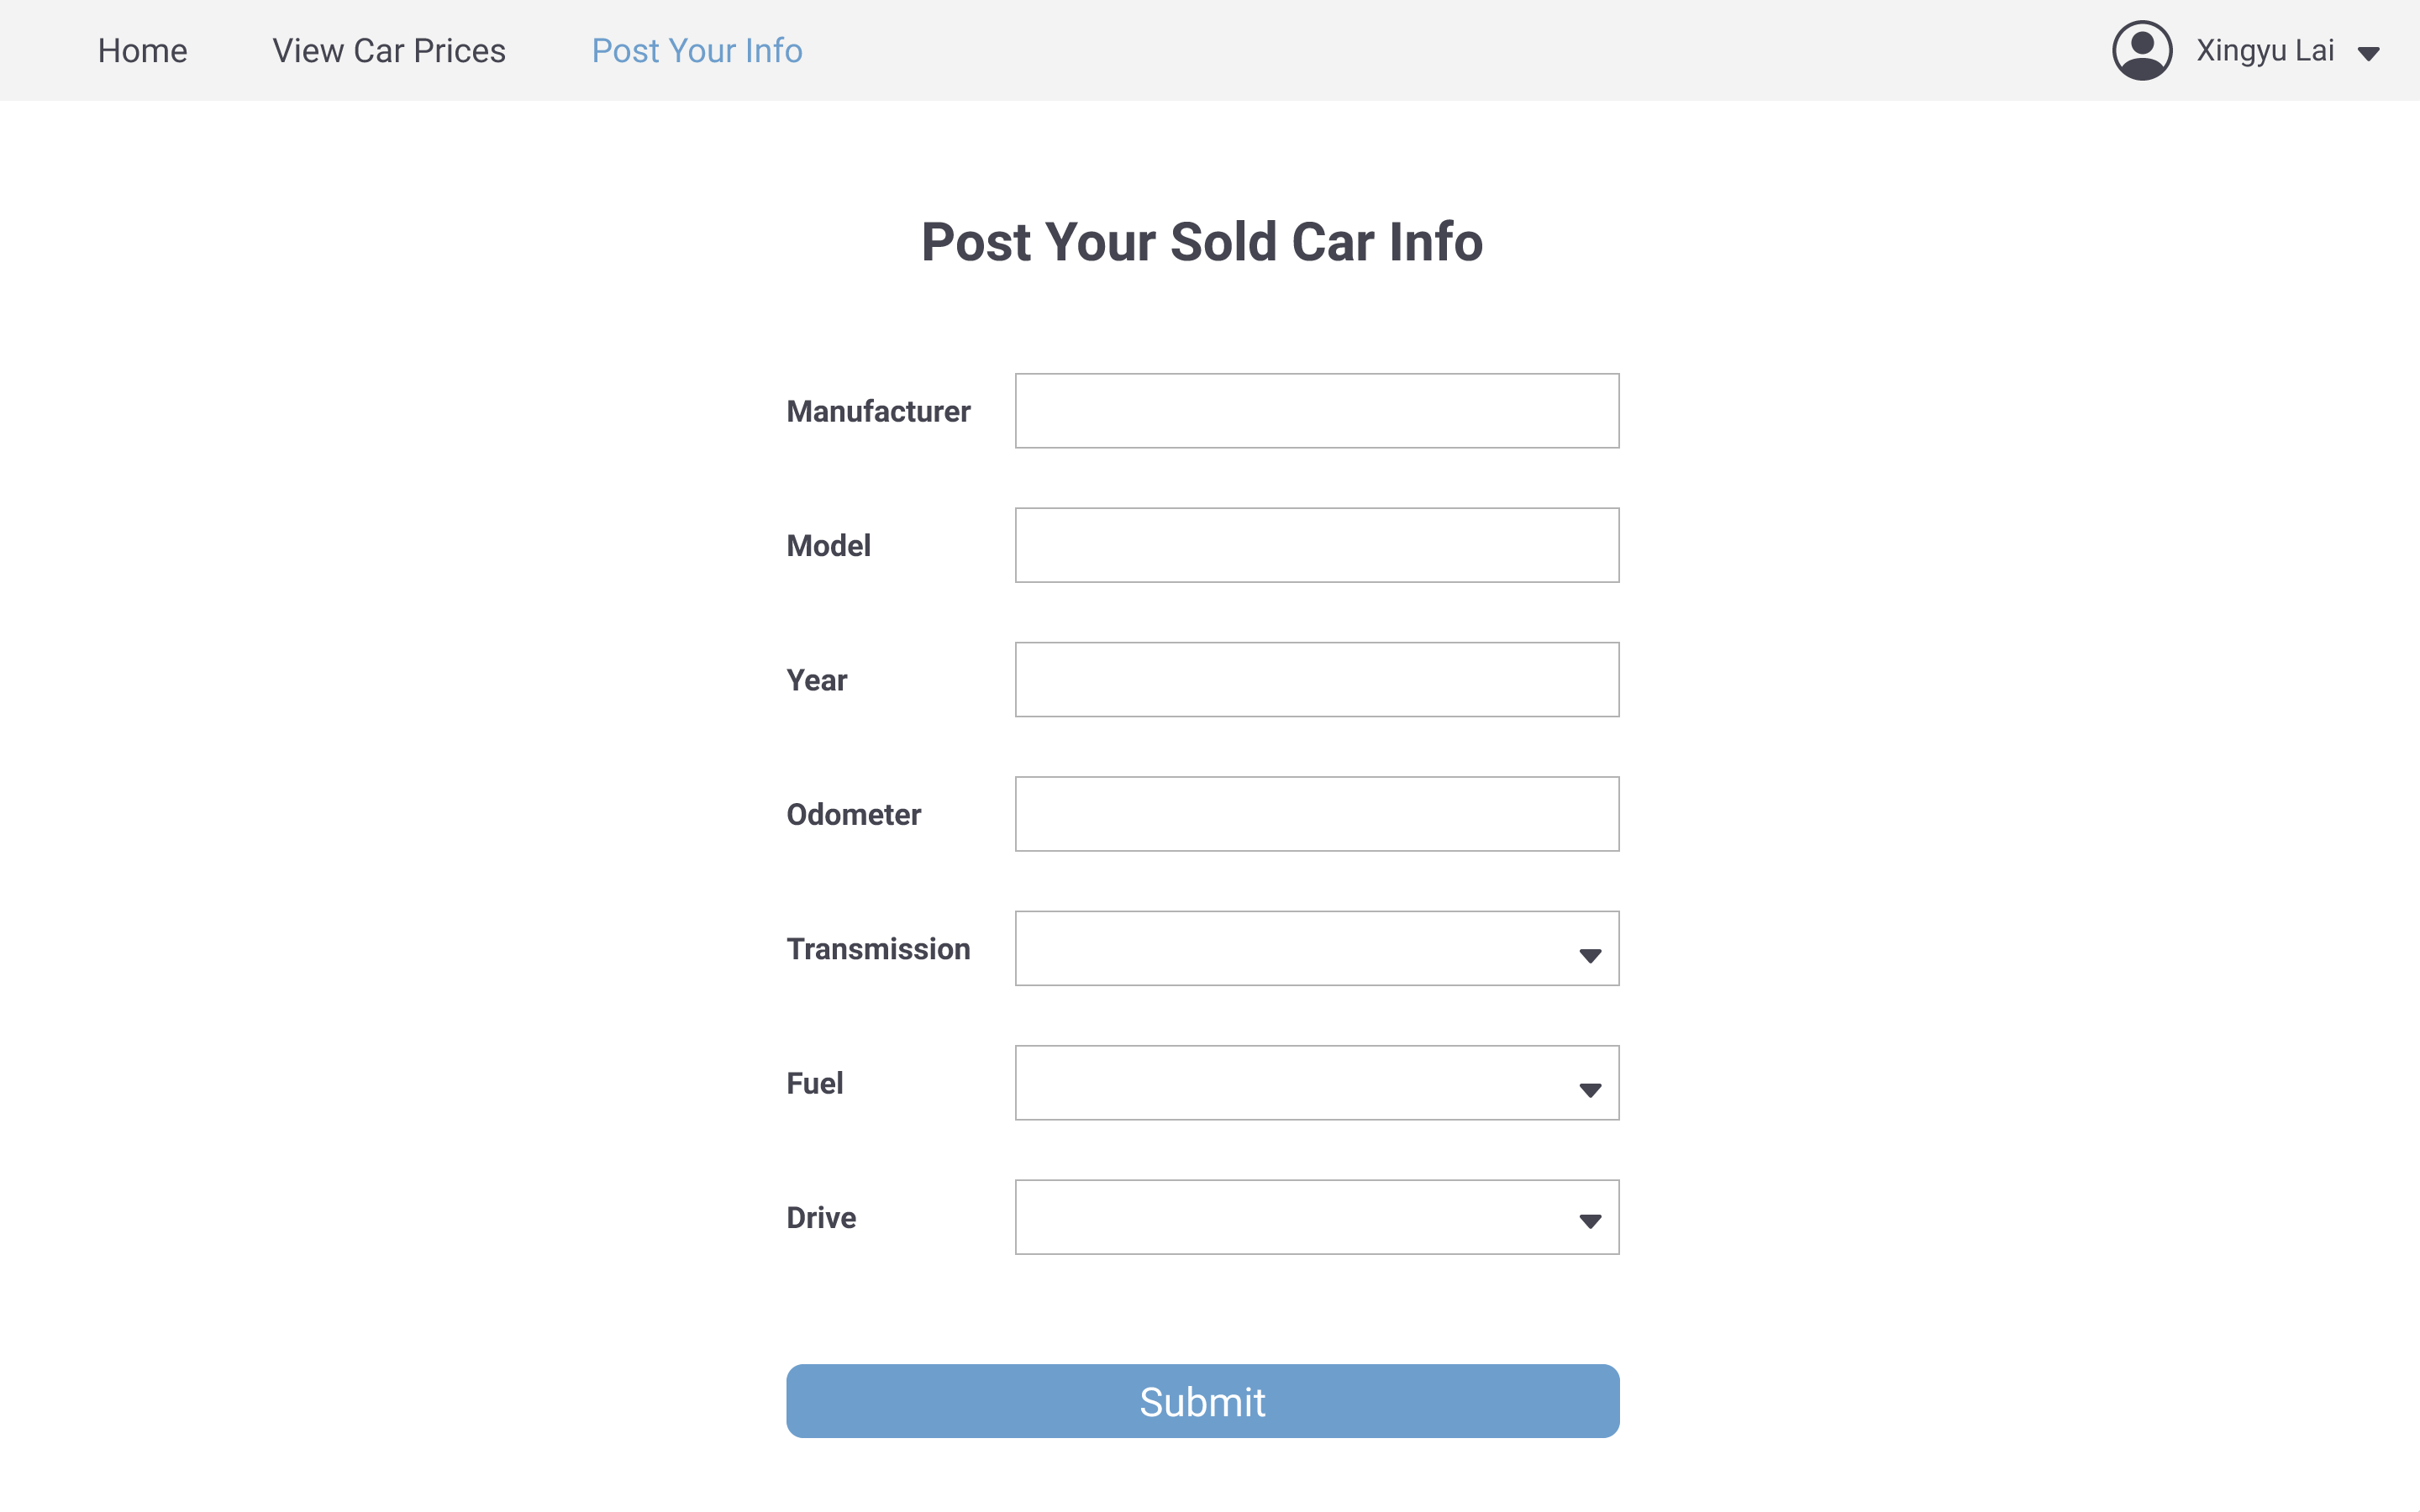 Home View Car Prices Post Your Info Xingyu Lai
Post Your Sold Car Info
Manufacturer
Model
Year
Odometer
Transmission
Fuel
Drive
Submit